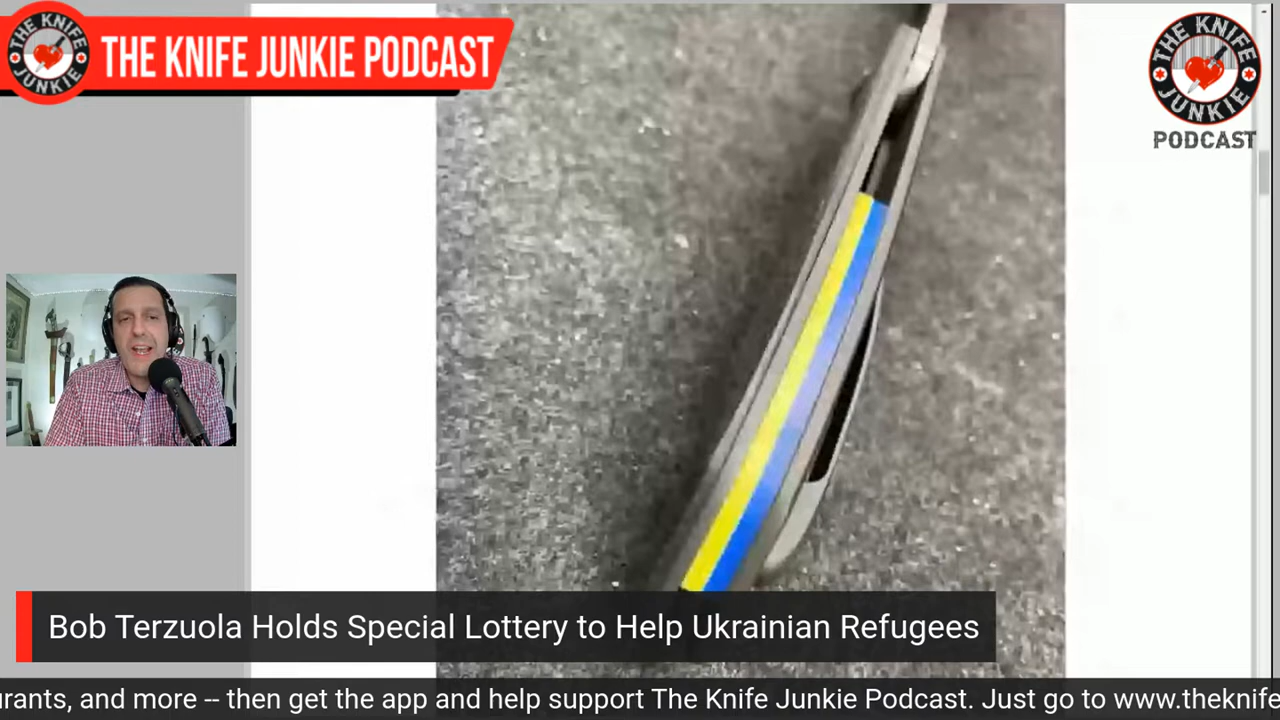 THE KNIFE JUNKIE
THE KNIFE JUNKIE PODCAST
THE KNIFE JUNKIE
PODCAST
Bob Terzuola Holds Special Lottery to Help Ukrainian Refugees
urants, and more -- then get the app and help support The Knife Junkie Podcast. Just go to www.theknife